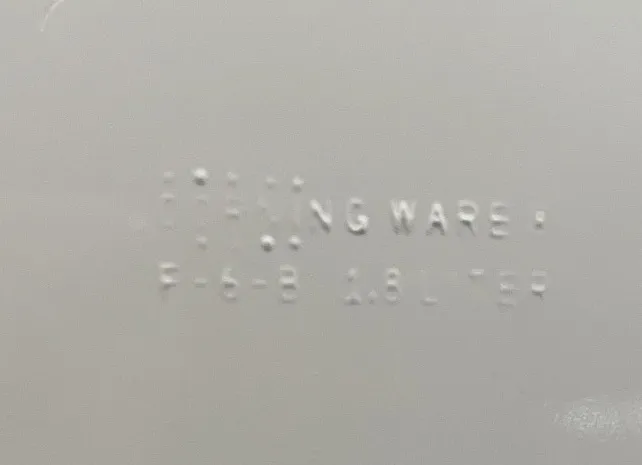 CORNING WARE ®
F-6-B 1.8 LITER